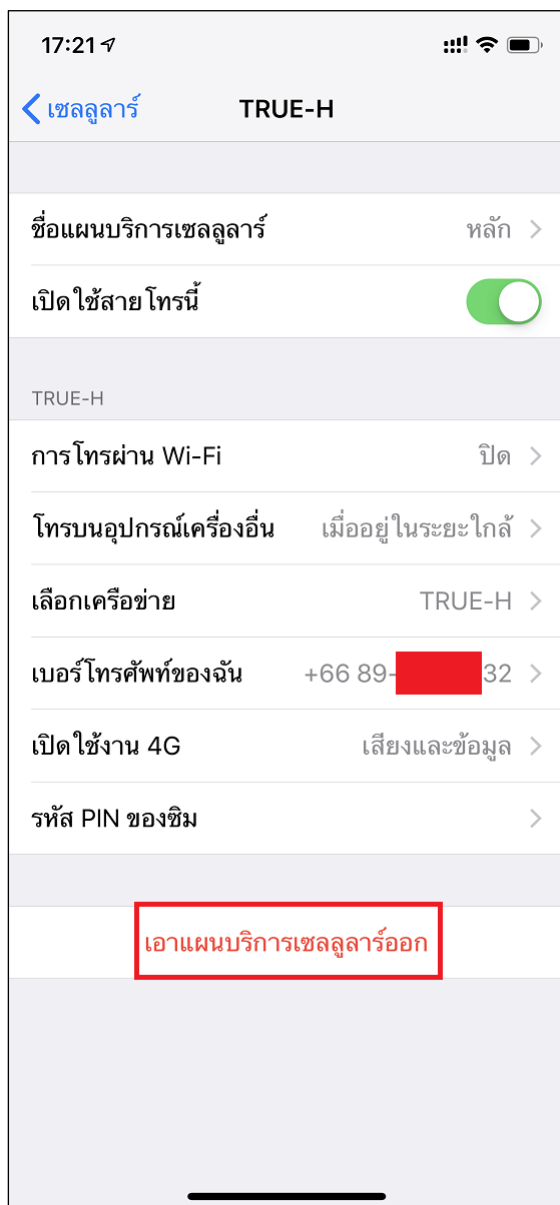 17:21
เซลลูลาร์ TRUE-H
ชื่อแผนบริการเซลลูลาร์ หลัก
เปิดใช้สายโทรนี้
TRUE-H
การโทรผ่าน Wi-Fi ปิด
โทรบนอุปกรณ์เครื่องอื่น เมื่ออยู่ในระยะใกล้
เลือกเครือข่าย TRUE-H
เบอร์โทรศัพท์ของฉัน +66 89- 32
เปิดใช้งาน 4G เสียงและข้อมูล
รหัส PIN ของซิม
เอาแผนบริการเซลลูลาร์ออก